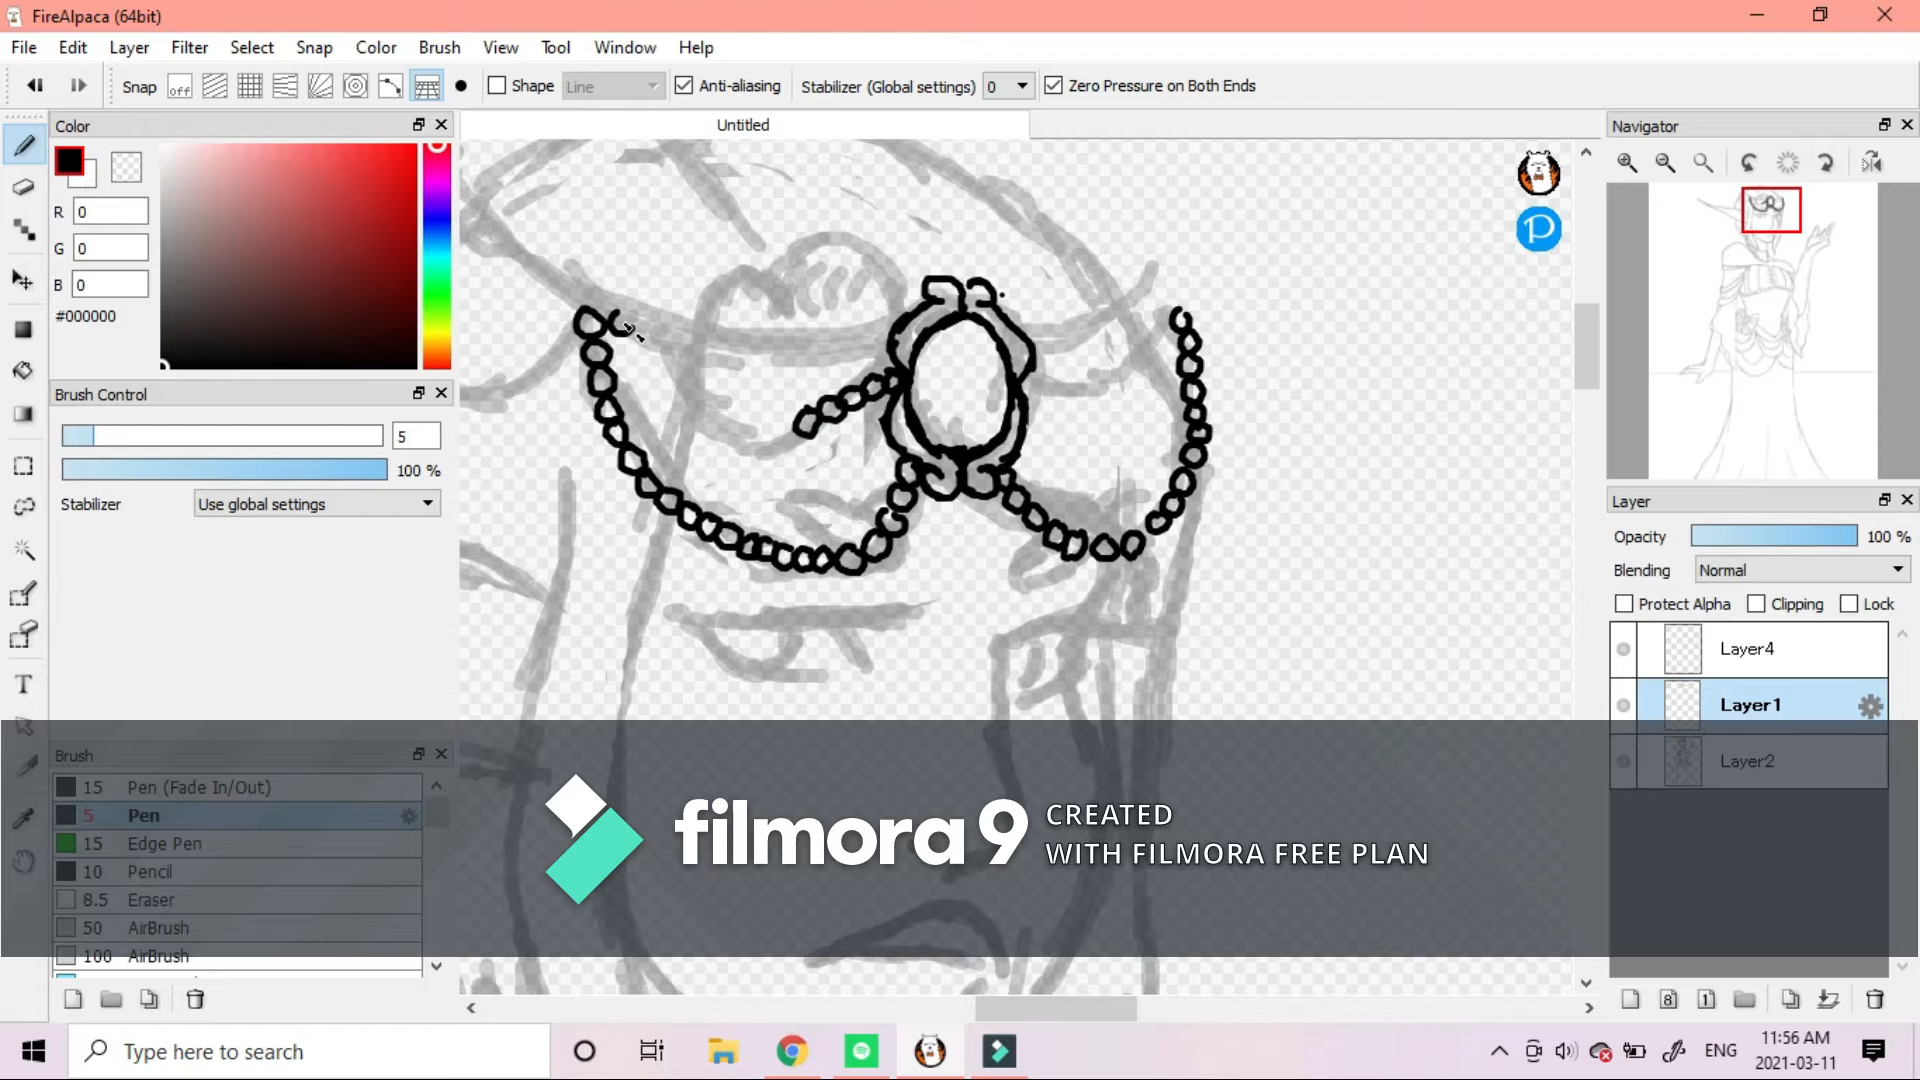 FireAlpaca (64bit)
File Edit Layer Filter Select Snap Color Brush View Tool Window Help
Snap off Shape Line Anti-aliasing Stabilizer (Global settings) 0 Zero Pressure on Both Ends
Color
Untitled
Navigator
R 0
G 0
B 0
#000000
Brush Control
5
100 %
Stabilizer Use global settings
Layer
Opacity 100 %
Blending Normal
Protect Alpha Clipping Lock
Layer4
Layer1
Layer2
Brush
15 Pen (Fade In/Out)
5 Pen
15 Edge Pen
10 Pencil
8.5 Eraser
50 AirBrush
100 AirBrush
filmora 9 CREATED
WITH FILMORA FREE PLAN
Type here to search
ENG
11:56 AM
2021-03-11